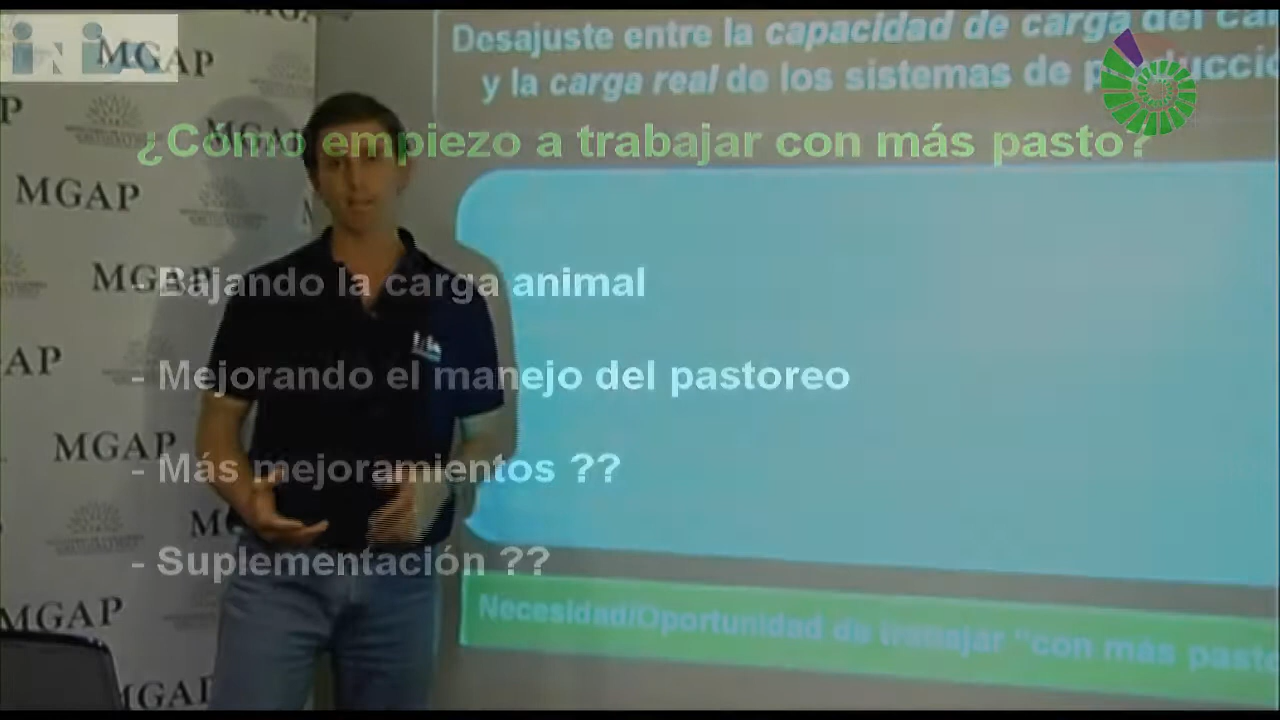 iNiA
MGAP
Desajuste entre la capacidad de carga del
y la carga real de los sistemas de
¿Cómo empiezo a trabajar con más pasto?
MGAP
MGAP
- Bajando la carga animal
MGAP
- Mejorando el manejo del pastoreo
MGAP
- Más mejoramientos ??
- Suplementación ??
Necesidad/Oportunidad de trabajar "con más pasto
MGAP
MGAP